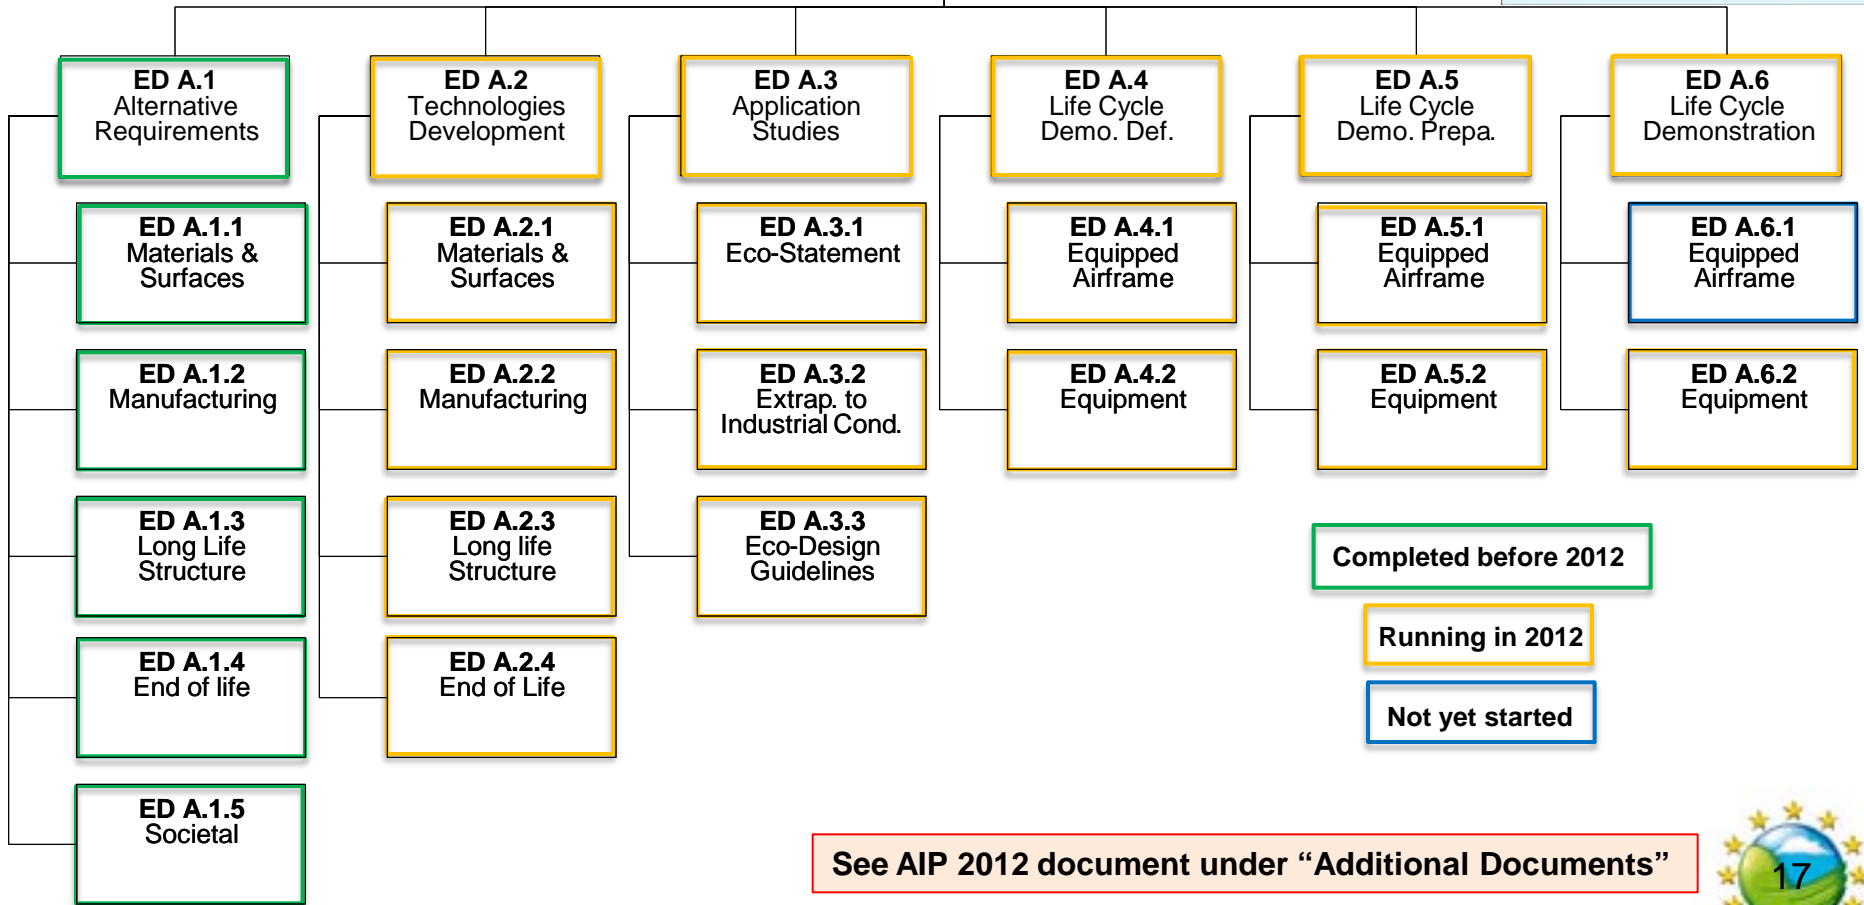 ED A.1
Alternative
Requirements
ED A.2
Technologies
Development
ED A.3
Application
Studies
ED A.4
Life Cycle
Demo. Def.
ED A.5
Life Cycle
Demo. Prepa.
ED A.6
Life Cycle
Demonstration
ED A.1.1
Materials &
Surfaces
ED A.2.1
Materials &
Surfaces
ED A.3.1
Eco-Statement
ED A.4.1
Equipped
Airframe
ED A.5.1
Equipped
Airframe
ED A.6.1
Equipped
Airframe
ED A.1.2
Manufacturing
ED A.2.2
Manufacturing
ED A.3.2
Extrap. to
Industrial Cond.
ED A.4.2
Equipment
ED A.5.2
Equipment
ED A.6.2
Equipment
ED A.1.3
Long Life
Structure
ED A.2.3
Long life
Structure
ED A.3.3
Eco-Design
Guidelines
Completed before 2012
Running in 2012
ED A.1.4
End of life
ED A.2.4
End of Life
Not yet started
ED A.1.5
Societal
See AIP 2012 document under “Additional Documents”
17